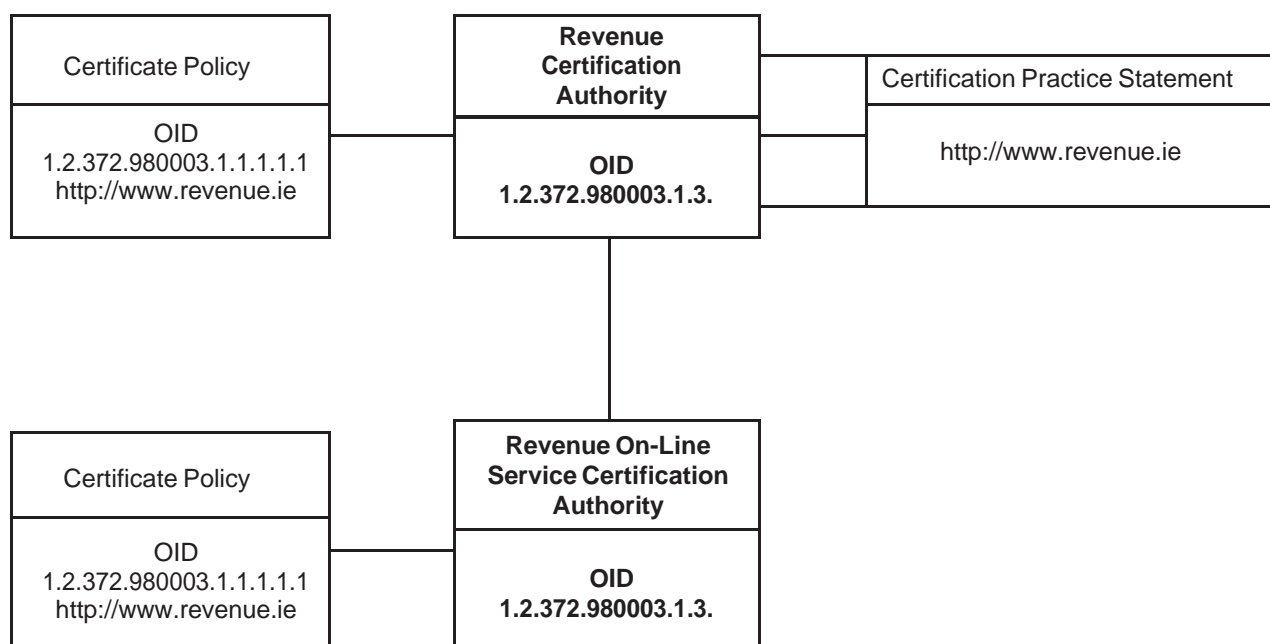 Certificate Policy
OID
1.2.372.980003.1.1.1.1.1
http://www.revenue.ie
Revenue
Certification
Authority
OID
1.2.372.980003.1.3.
Certification Practice Statement
http://www.revenue.ie
Certificate Policy
OID
1.2.372.980003.1.1.1.1.1
http://www.revenue.ie
Revenue On-Line
Service Certification
Authority
OID
1.2.372.980003.1.3.